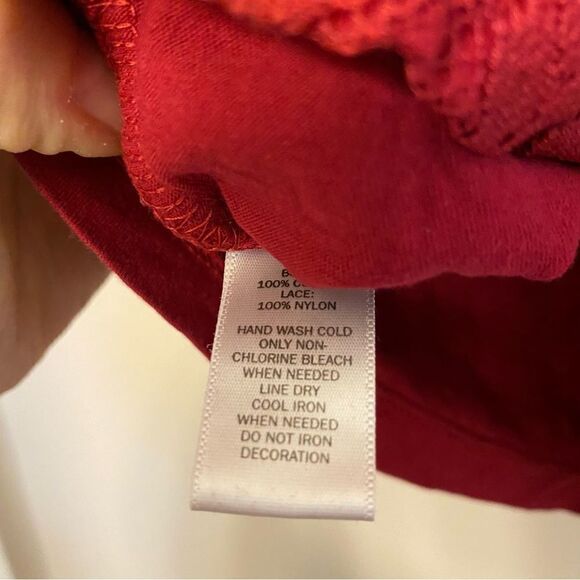 100%
LACE:
100% NYLON
HAND WASH COLD
ONLY NON-
CHLORINE BLEACH
WHEN NEEDED
LINE DRY
COOL IRON
WHEN NEEDED
DO NOT IRON
DECORATION